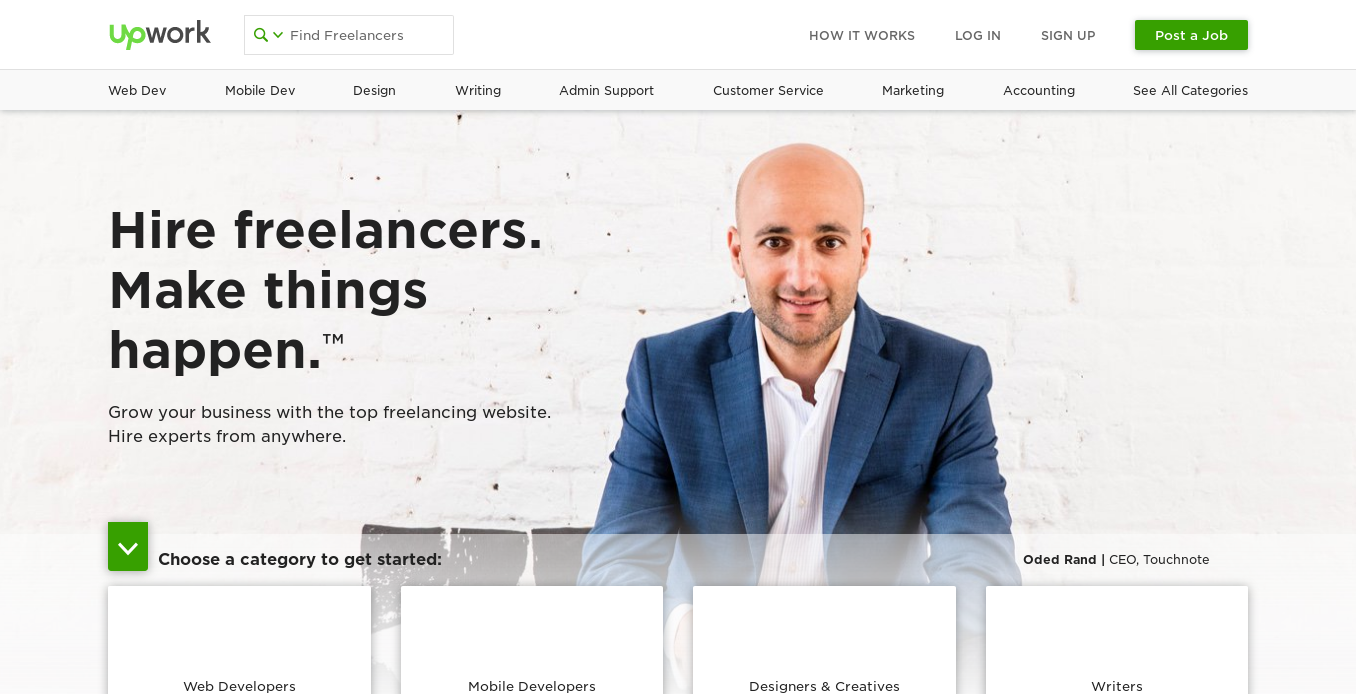 Upwork
Find Freelancers
HOW IT WORKS
LOG IN
SIGN UP
Post a Job
Web Dev
Mobile Dev
Design
Writing
Admin Support
Customer Service
Marketing
Accounting
See All Categories
Hire freelancers.
Make things
happen.™
Grow your business with the top freelancing website.
Hire experts from anywhere.
Choose a category to get started:
Oded Rand | CEO, Touchnote
Web Developers
Mobile Developers
Designers & Creatives
Writers